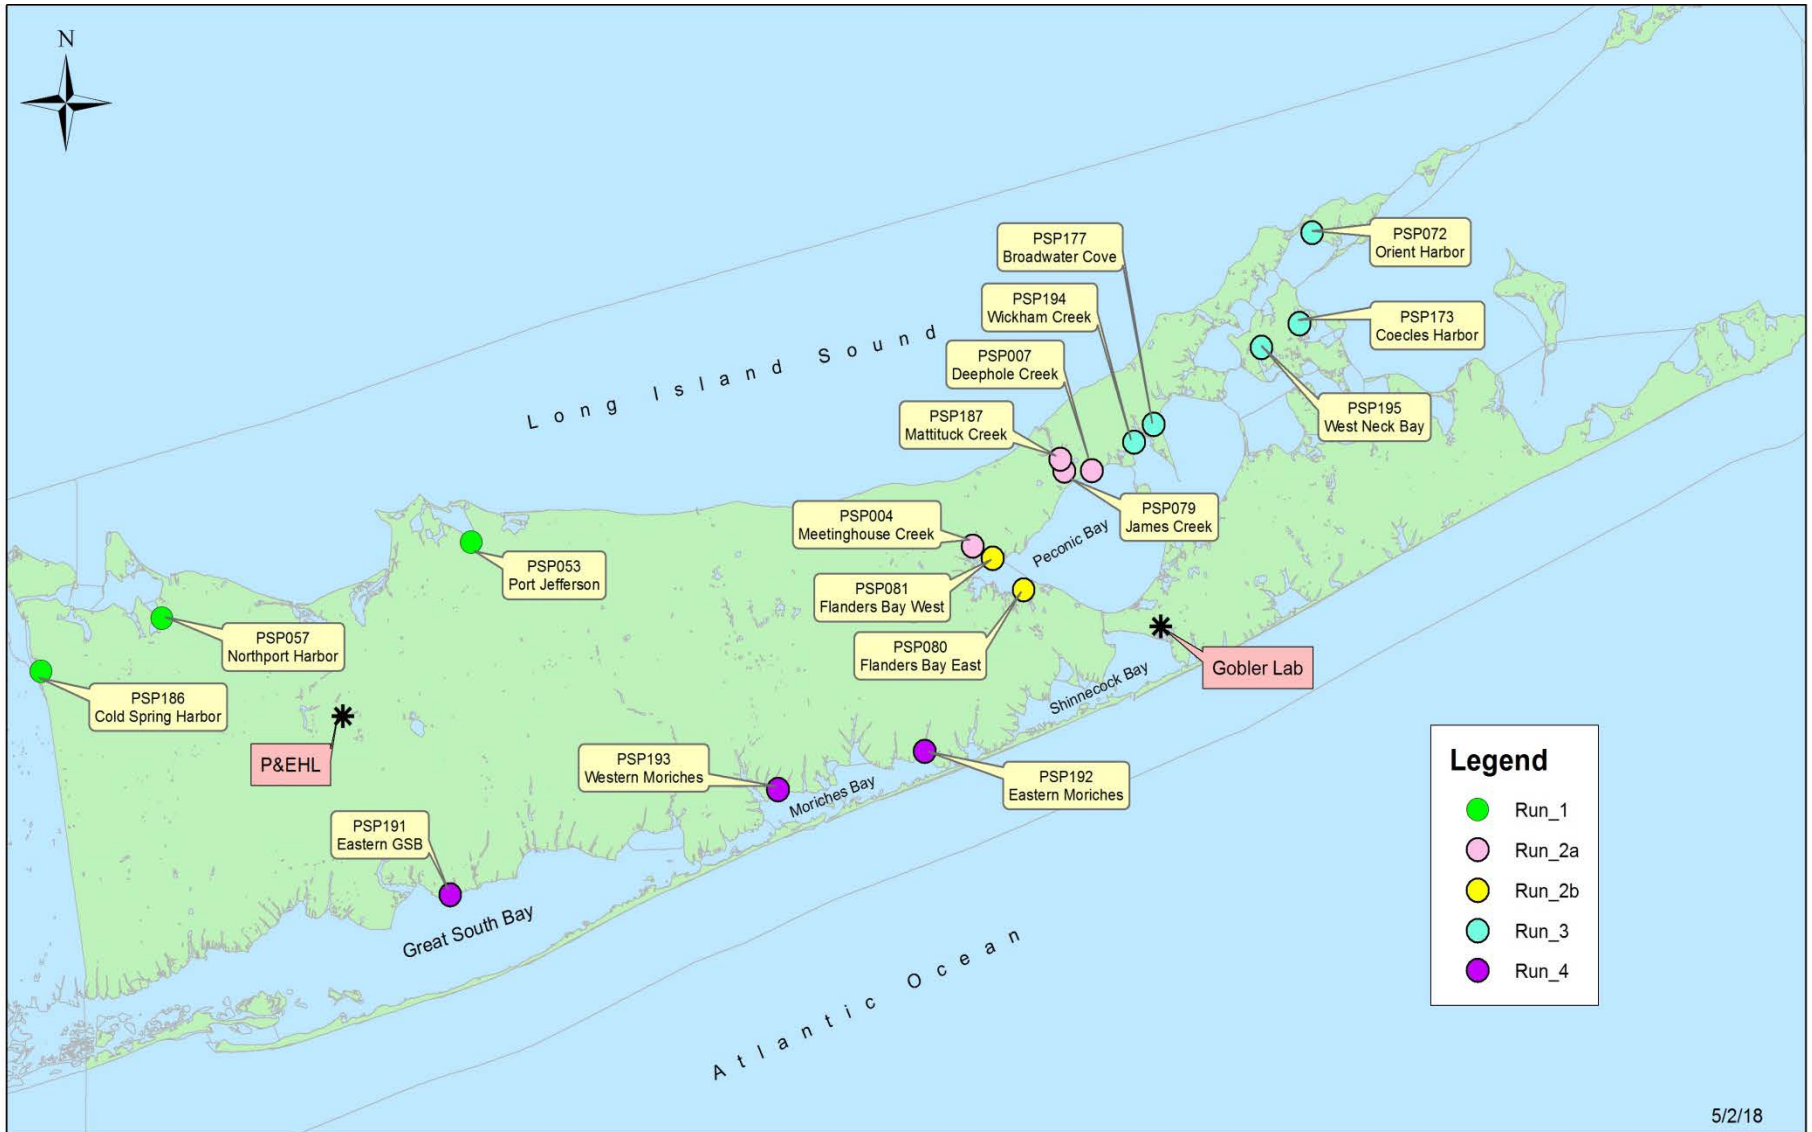 N
PSP072
Orient Harbor
PSP177
Broadwater Cove
PSP194
Wickham Creek
PSP173
Coecles Harbor
PSP007
Deephole Creek
Long Island Sound
PSP187
Mattituck Creek
PSP195
West Neck Bay
PSP079
James Creek
PSP004
Meetinghouse Creek
Peconic Bay
PSP053
Port Jefferson
PSP081
Flanders Bay West
PSP057
Northport Harbor
PSP080
Flanders Bay East
Gobler Lab
Shinnecock Bay
PSP186
Cold Spring Harbor
P&EHL
PSP193
Western Moriches
Moriches Bay
PSP192
Eastern Moriches
PSP191
Eastern GSB
Great South Bay
Atlantic Ocean
Legend
Run_1
Run_2a
Run_2b
Run_3
Run_4
5/2/18